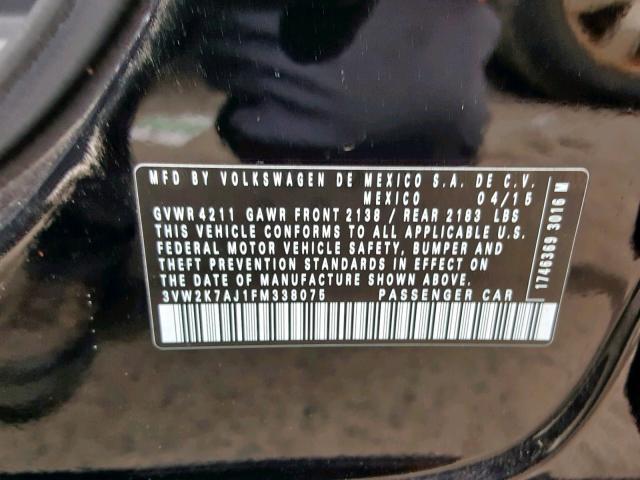 MFD BY VOLKSWAGEN DE MEXICO S.A. DE C.V.
MEXICO 04/15
GVWR 4211 GAWR FRONT 2138 / REAR 2183 LBS
THIS VEHICLE CONFORMS TO ALL APPLICABLE U.S.
FEDERAL MOTOR VEHICLE SAFETY, BUMPER AND
THEFT PREVENTION STANDARDS IN EFFECT ON
THE DATE OF MANUFACTURE SHOWN ABOVE.
3VW2K7AJ1FM338075 PASSENGER CAR
1746369 3016 M